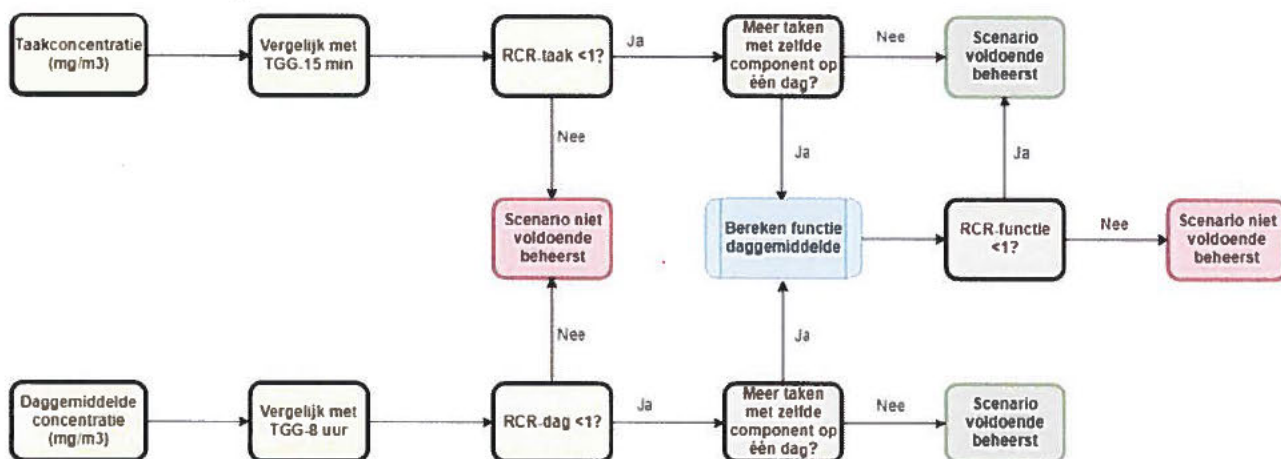 Taakconcentratie
(mg/m3)
Vergelijk met
TGG-15 min
RCR-taak <1?
Ja
Meer taken
met zelfde
component op
één dag?
Nee
Scenario
voldoende
beheerst
Nee
Ja
Ja
Scenario niet
voldoende
beheerst
Bereken functie
daggemiddelde
RCR-functie
<1?
Nee
Scenario niet
voldoende
beheerst
Nee
Ja
Daggemiddelde
concentratie
(mg/m3)
Vergelijk met
TGG-8 uur
RCR-dag <1?
Ja
Meer taken
met zelfde
component op
één dag?
Nee
Scenario
voldoende
beheerst